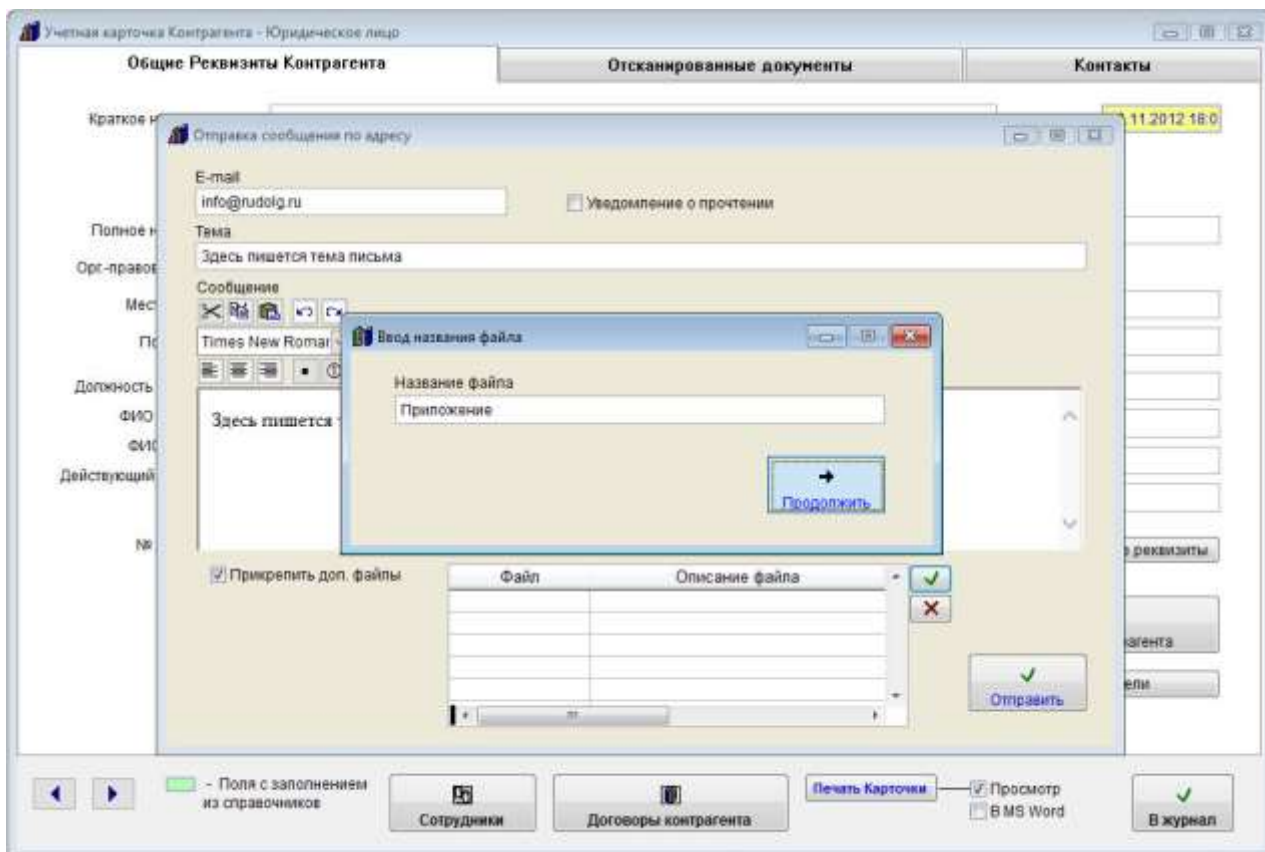 Учетная карточка Контрагента - Юридическое лицо
Общие Реквизиты Контрагента
Отсканированные документы
Контакты
Краткое н
.11.2012 18:0
Отправка сообщения по адресу
E-mail
info@rudolg.ru
Уведомление о прочтении
Полное н
Тема
Здесь пишется тема письма
Орг.-правов
Сообщение
Мес
Times New Roman
Ввод названия файла
Название файла
Приложение
Должность
ФИО
Здесь пишется
ФИО
Действующий
Продолжить
№
реквизиты
Прикрепить доп. файлы
Файл
Описание файла
агента
ели
Отправить
- Поля с заполнением
из справочников
Сотрудники
Договоры контрагента
Печать Карточки
Просмотр
В MS Word
В журнал